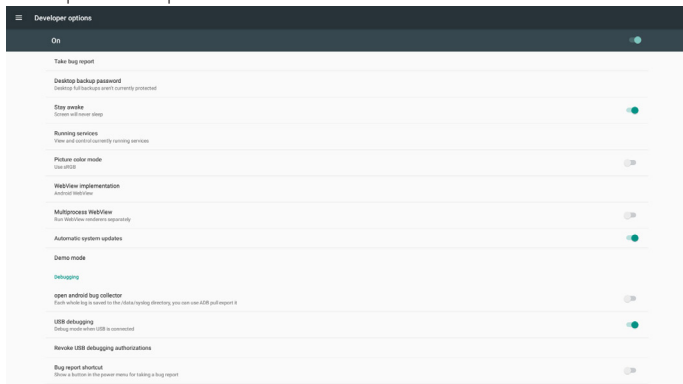 Developer options
On
Take bug report
Desktop backup password
Desktop full backups aren't currently protected
Stay awake
Screen will never sleep
Running services
View and control currently running services
Picture color mode
Use sRGB
WebView implementation
Android WebView
Multiprocess WebView
Run WebView renderers separately
Automatic system updates
Demo mode
Debugging
open android bug collector
Each whole log is saved to the /data/syslog directory, you can use ADB pull export it
USB debugging
Debug mode when USB is connected
Revoke USB debugging authorizations
Bug report shortcut
Show a button in the power menu for taking a bug report